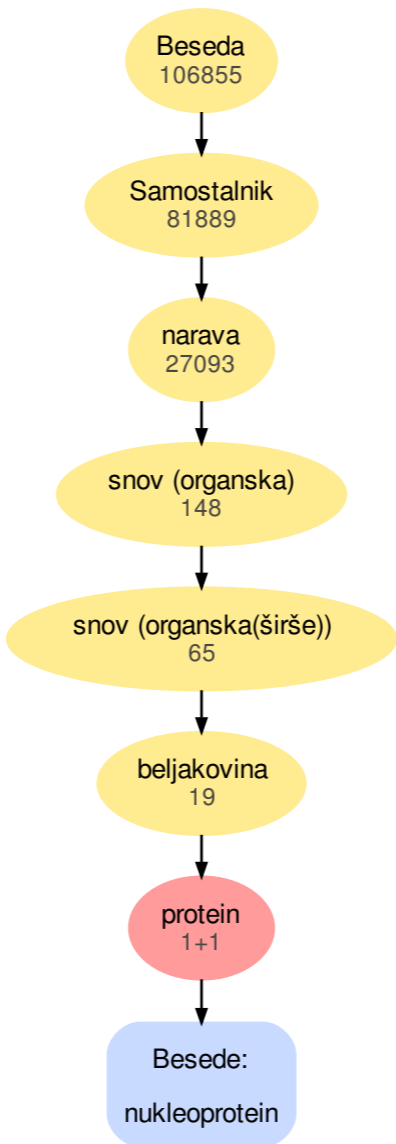 Beseda
106855
Samostalnik
81889
narava
27093
snov (organska)
148
snov (organska(širše))
65
beljakovina
19
protein
1+1
Besede:
nukleoprotein